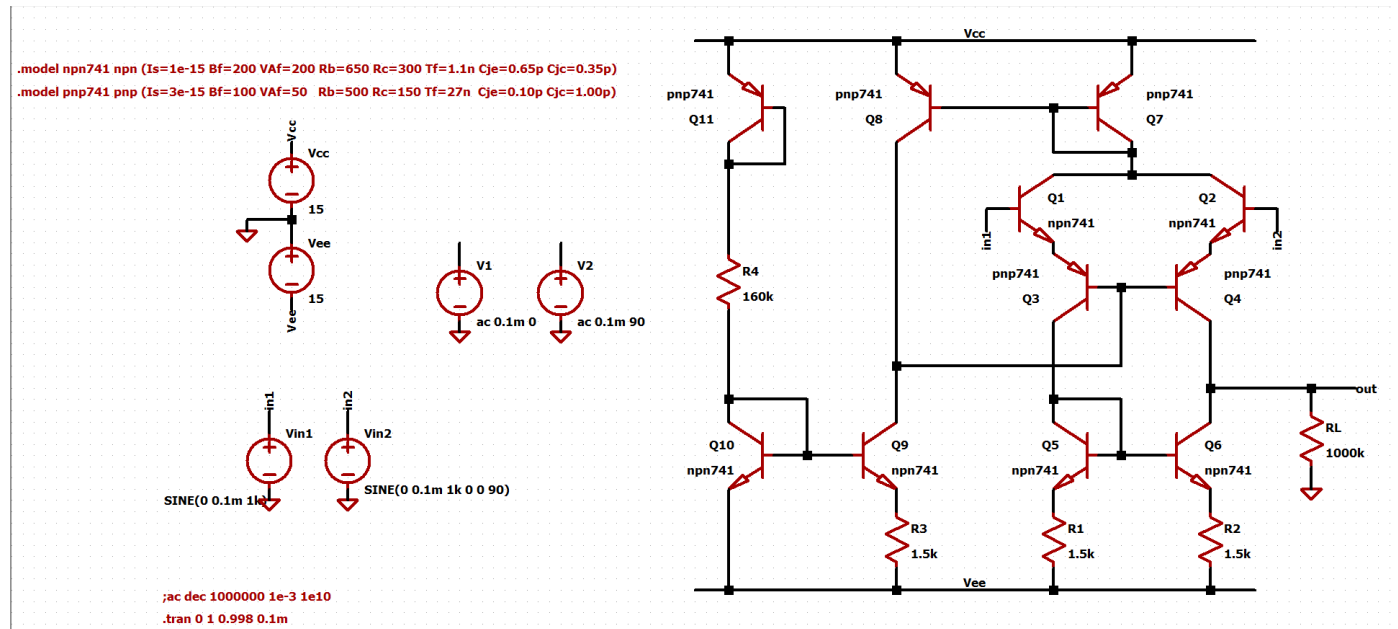 .model npn741 npn (Is=1e-15 Bf=200 VAf=200 Rb=650 Rc=300 Tf=1.1n Cje=0.65p Cjc=0.35p)
.model pnp741 pnp (Is=3e-15 Bf=100 VAf=50 Rb=500 Rc=150 Tf=27n Cje=0.10p Cjc=1.00p)
Vcc
Vcc
15
Vee
15
Vee
V1
ac 0.1m 0
V2
ac 0.1m 90
in1
Vin1
SINE(0 0.1m 1k)
in2
Vin2
SINE(0 0.1m 1k 0 0 90)
;ac dec 1000000 1e-3 1e10
.tran 0 1 0.998 0.1m
Vcc
pnp741
Q11
pnp741
Q8
pnp741
Q7
Q1
npn741
in1
Q2
npn741
in2
R4
160k
pnp741
Q3
pnp741
Q4
out
Q10
npn741
Q9
npn741
Q5
npn741
Q6
npn741
RL
1000k
R3
1.5k
R1
1.5k
R2
1.5k
Vee